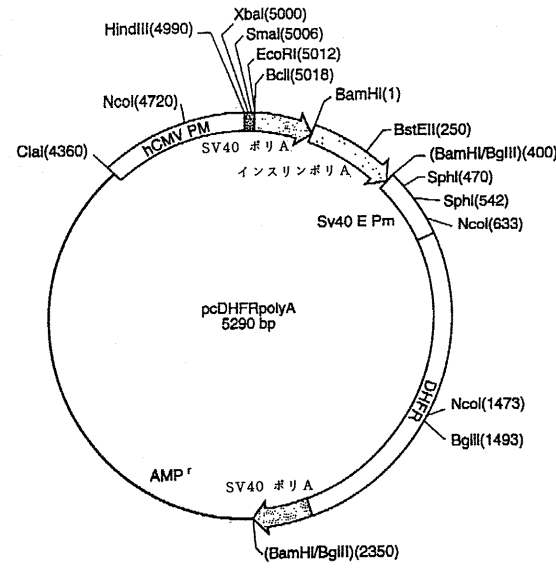 XbaI(5000)
HindIII(4990)
SmaI(5006)
EcoRI(5012)
BclI(5018)
NcoI(4720)
BamHI(1)
hCMV PM
BstEII(250)
SV40 ポリA
(BamHI/BglII)(400)
ClaI(4360)
インスリンポリA
SphI(470)
SphI(542)
Sv40 E Pm
NcoI(633)
pcDHFRpolyA
5290 bp
DHFR
NcoI(1473)
BglII(1493)
AMP r
SV40 ポリA
(BamHI/BglII)(2350)